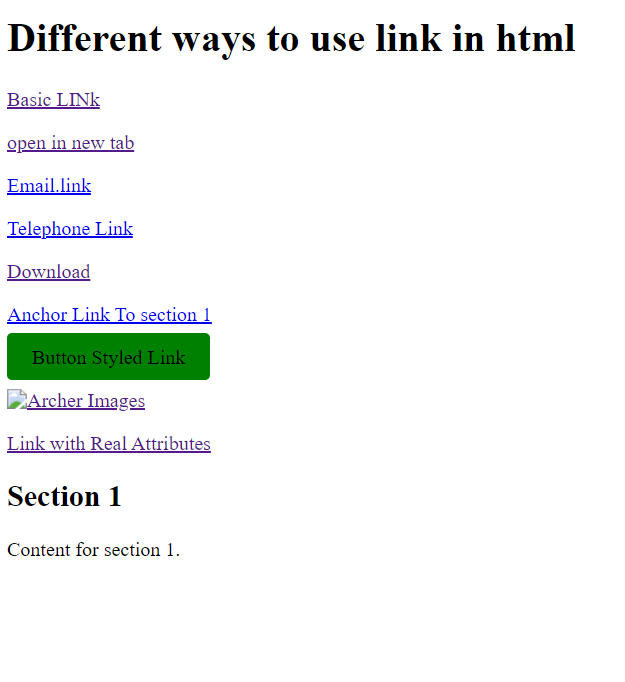 Different ways to use link in html
Basic LINk
open in new tab
Email.link
Telephone Link
Download
Anchor Link To section 1
Button Styled Link
Archer Images
Link with Real Attributes
Section 1
Content for section 1.